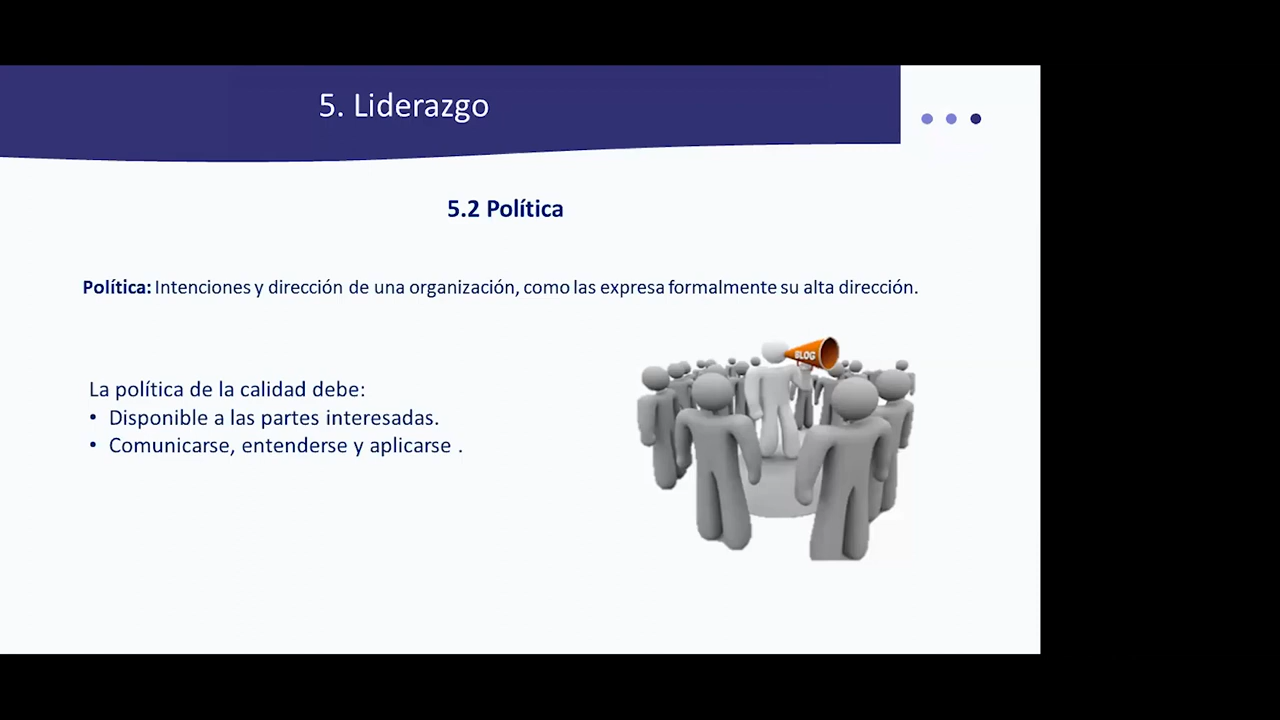 5. Liderazgo
5.2 Política
Política: Intenciones y dirección de una organización, como las expresa formalmente su alta dirección.
BLOG
La política de la calidad debe:
• Disponible a las partes interesadas.
• Comunicarse, entenderse y aplicarse .